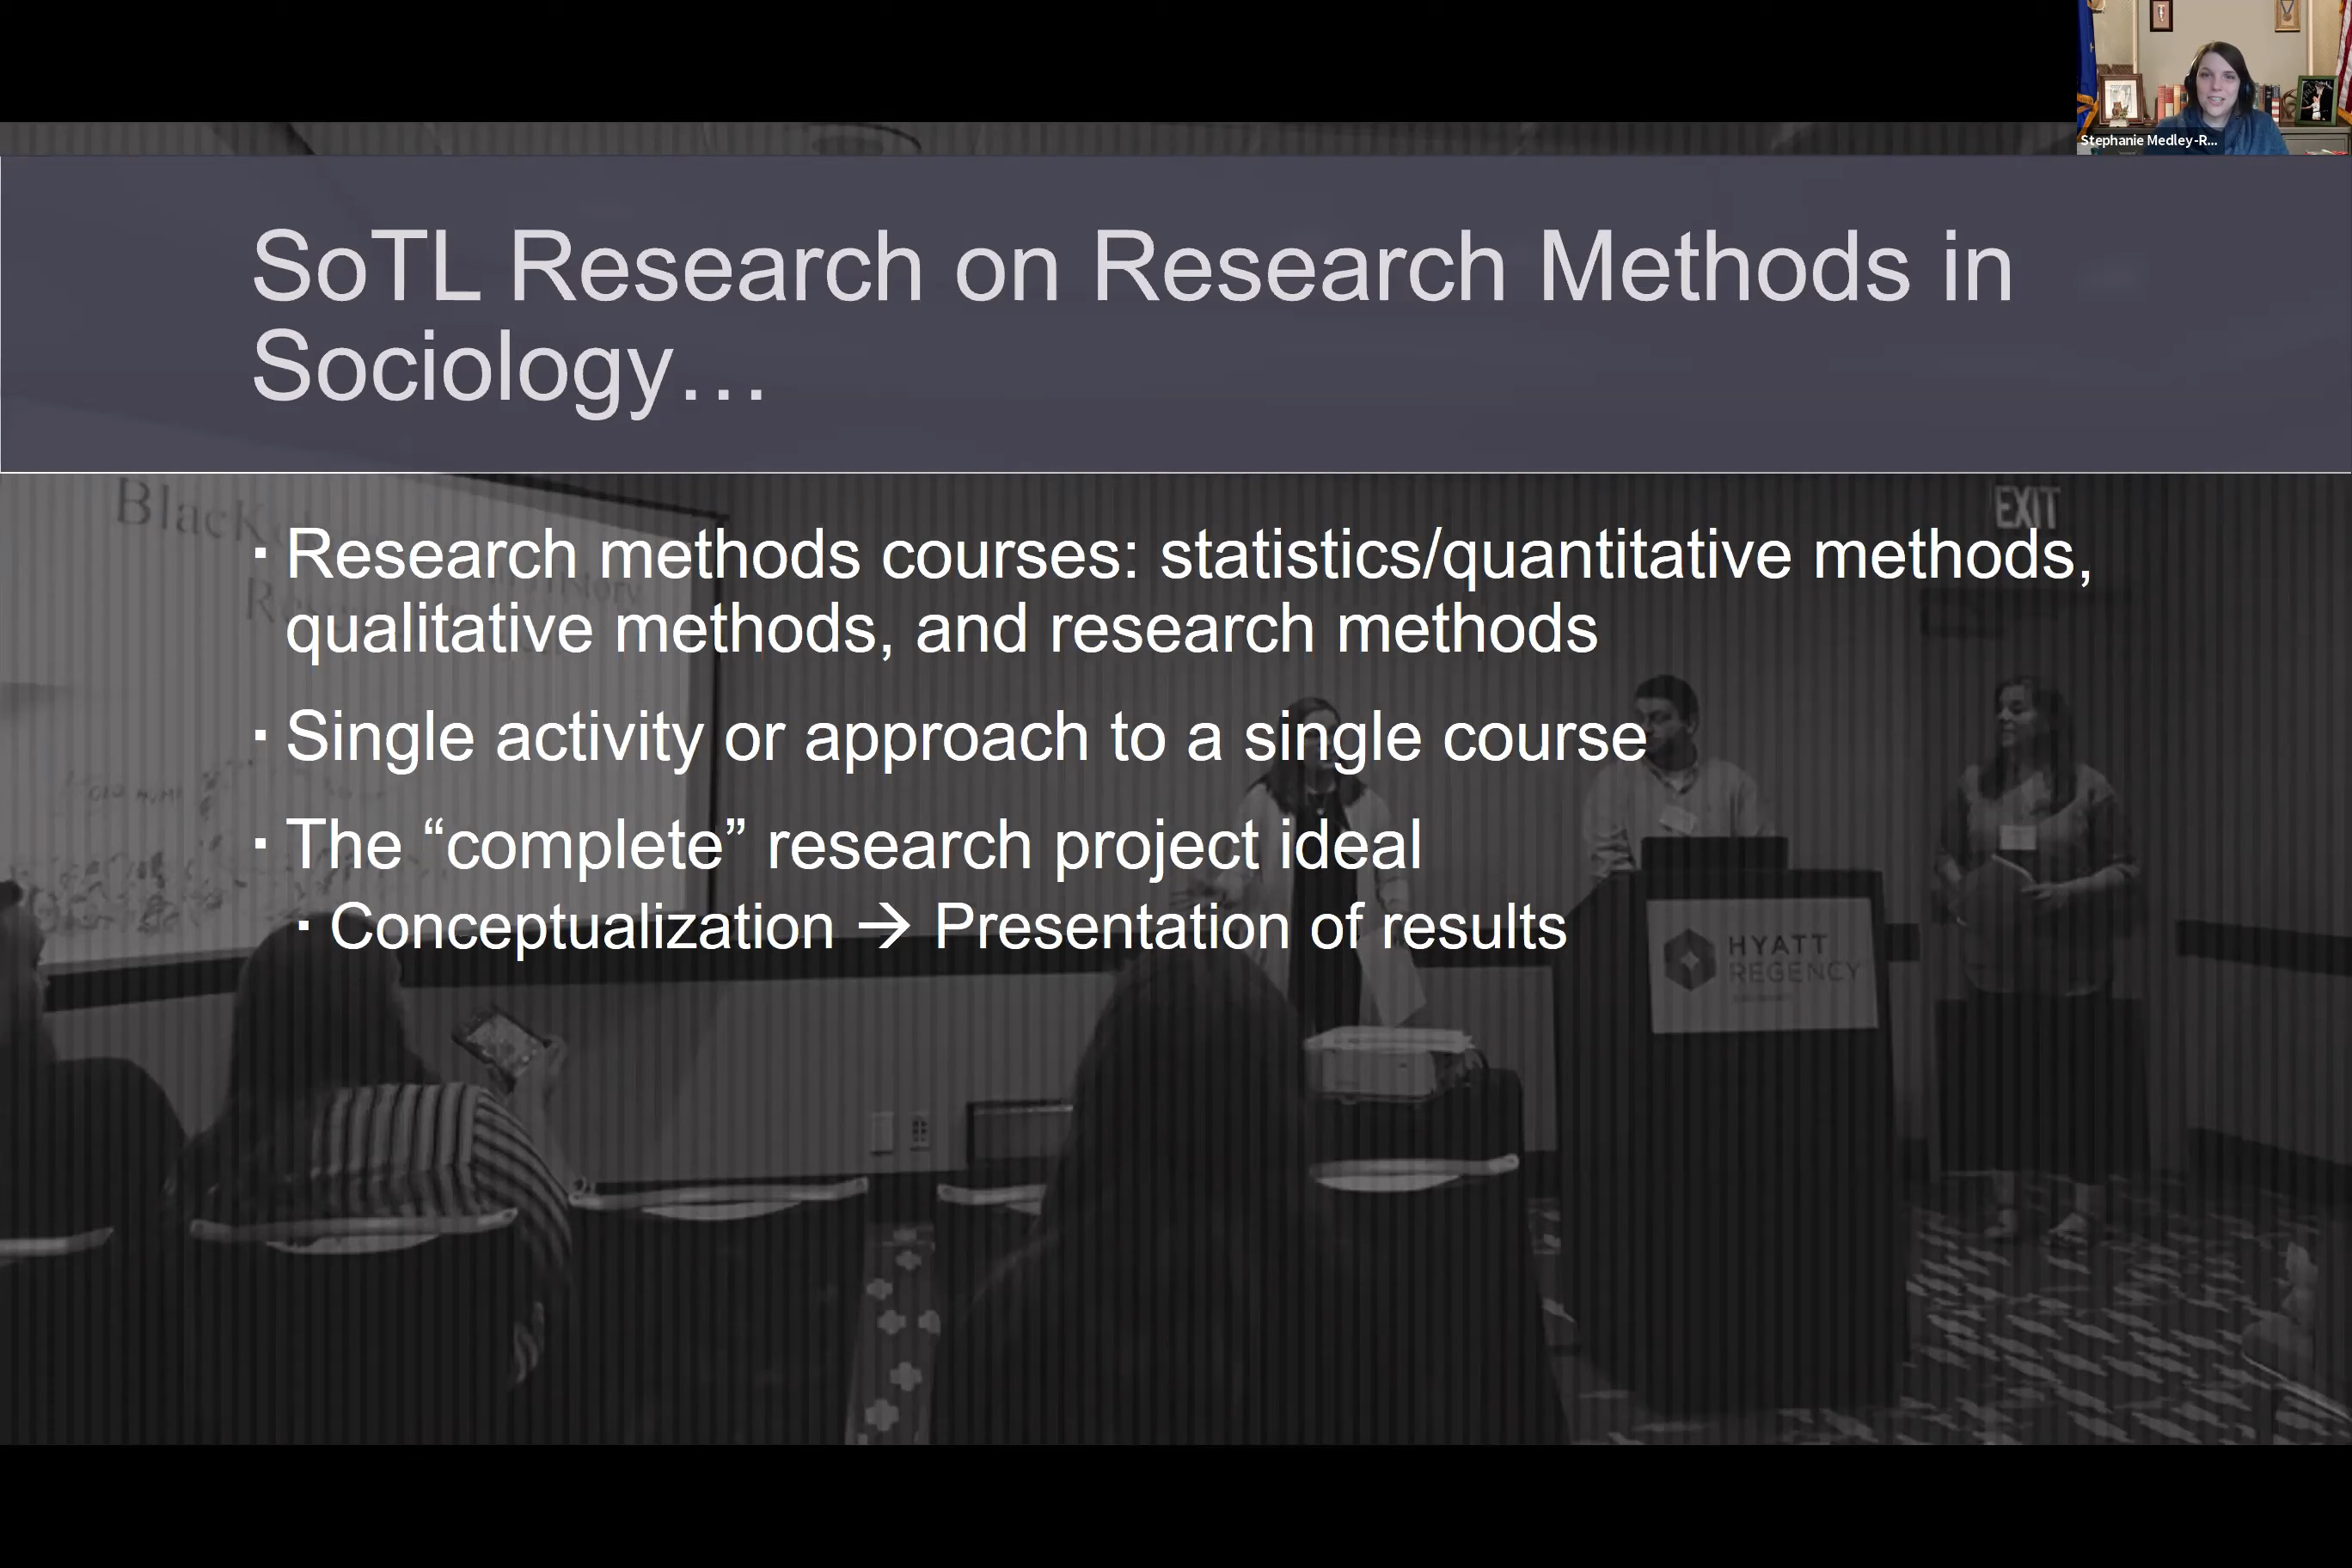 Stephanie Medley-R...
SoTL Research on Research Methods in
Sociology…
EXIT
▪ Research methods courses: statistics/quantitative methods,
qualitative methods, and research methods
▪ Single activity or approach to a single course
▪ The “complete” research project ideal
▪ Conceptualization → Presentation of results
HYATT
REGENCY